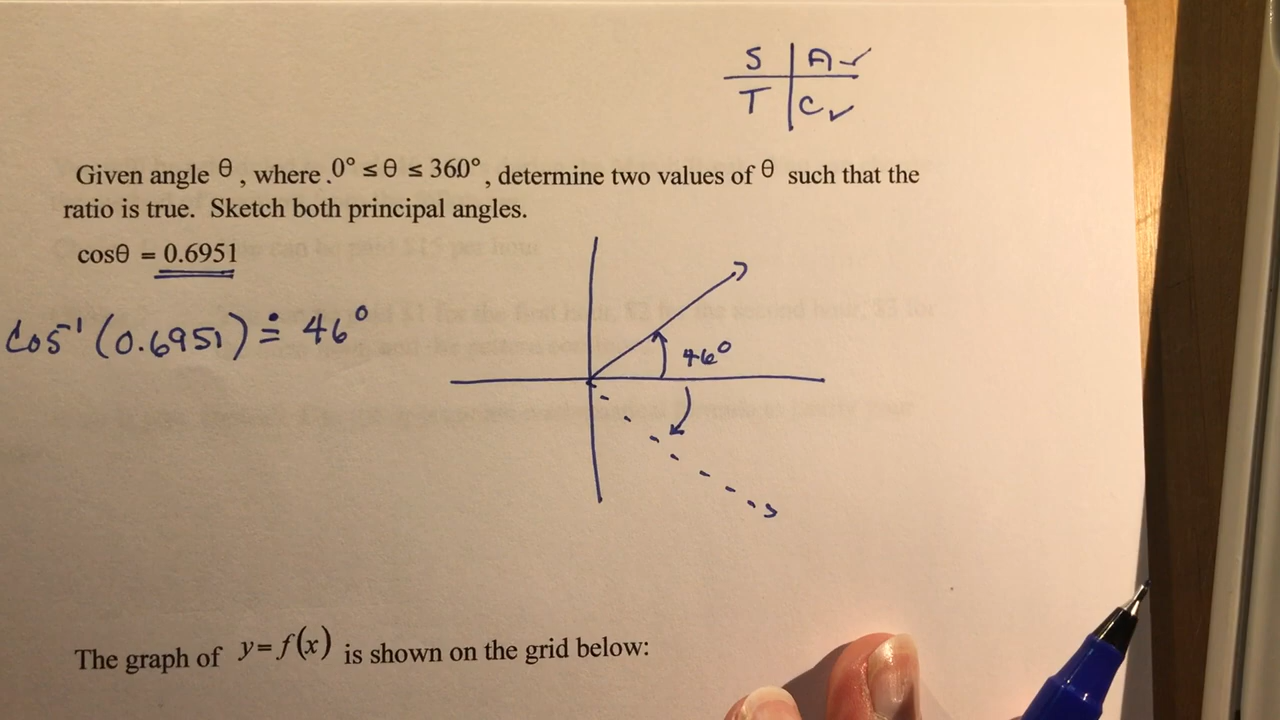 S A
T C
Given angle θ, where 0° ≤ θ ≤ 360°, determine two values of θ such that the
ratio is true. Sketch both principal angles.
cosθ = 0.6951
cos⁻¹(0.6951) ≐ 46°
46°
The graph of y=f(x) is shown on the grid below: